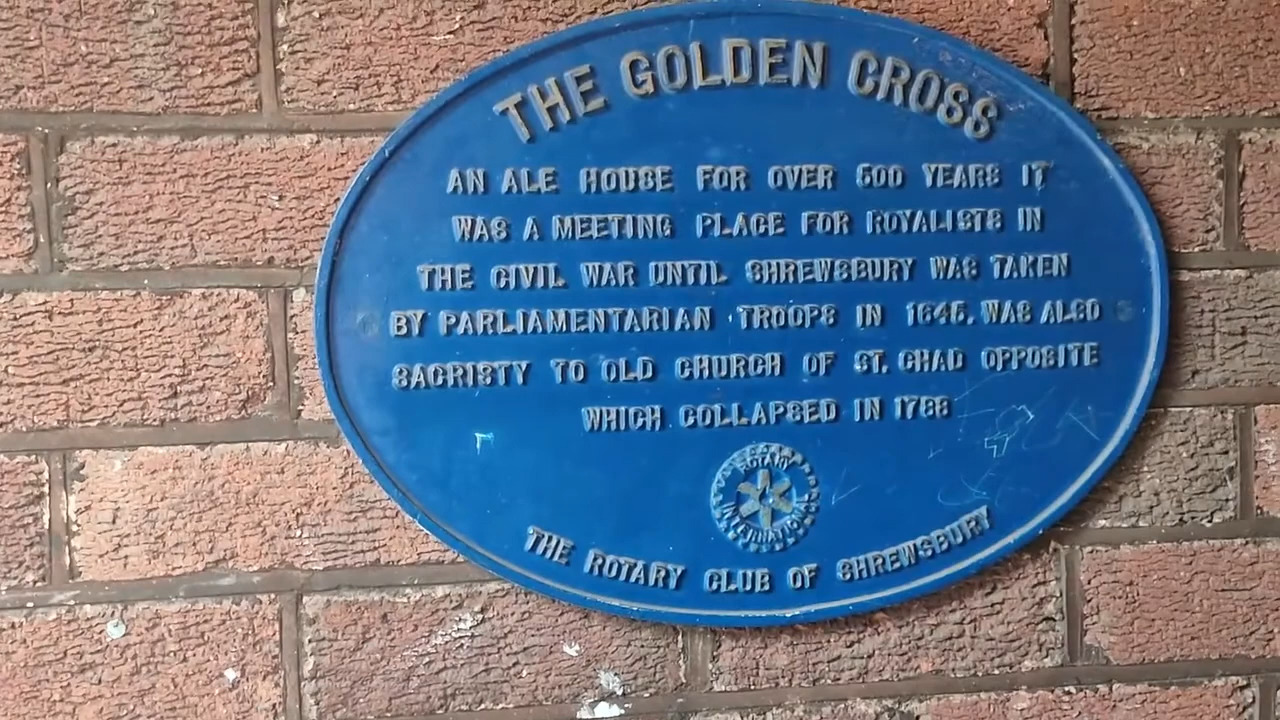 THE GOLDEN CROSS
AN ALE HOUSE FOR OVER 500 YEARS IT
WAS A MEETING PLACE FOR ROYALISTS IN
THE CIVIL WAR UNTIL SHREWSBURY WAS TAKEN
BY PARLIAMENTARIAN TROOPS IN 1645. WAS ALSO
SACRISTY TO OLD CHURCH OF ST. CHAD OPPOSITE
WHICH COLLAPSED IN 1788
ROTARY
INTERNATIONAL
THE ROTARY CLUB OF SHREWSBURY